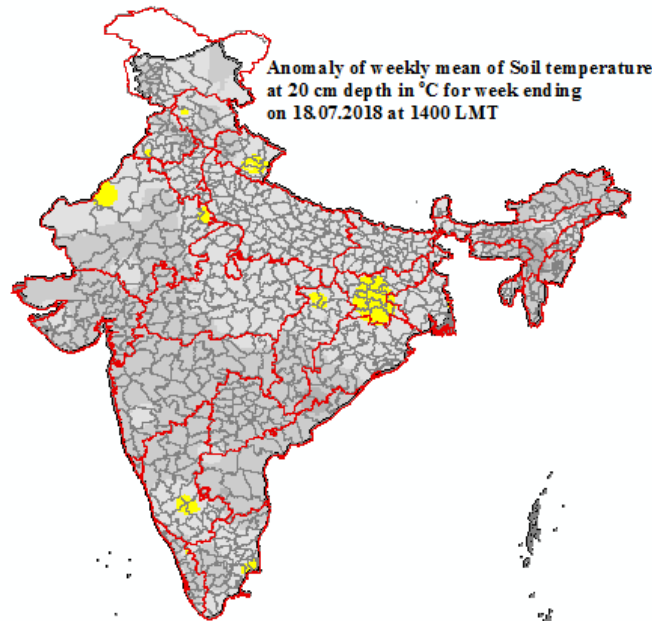 Anomaly of weekly mean of Soil temperature
at 20 cm depth in °C for week ending
on 18.07.2018 at 1400 LMT